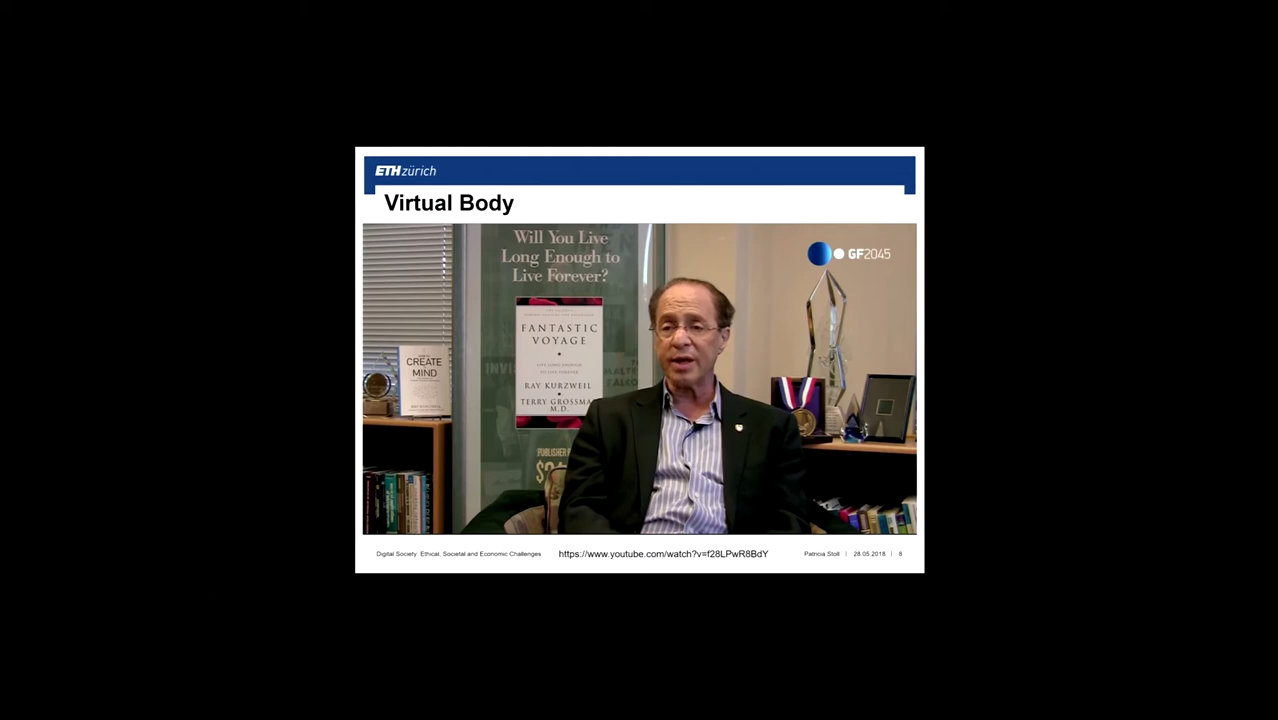 ETH zürich
Virtual Body
Will You Live
Long Enough to
Live Forever?
GF2045
FANTASTIC
VOYAGE
RAY KURZWEIL
TERRY GROSSMA
M.D.
CREATE
MIND
PUBLISHER
Digital Society: Ethical, Societal and Economic Challenges
https://www.youtube.com/watch?v=f28LPwR8BdY
Patricia Stoll | 28.05.2018 | 8